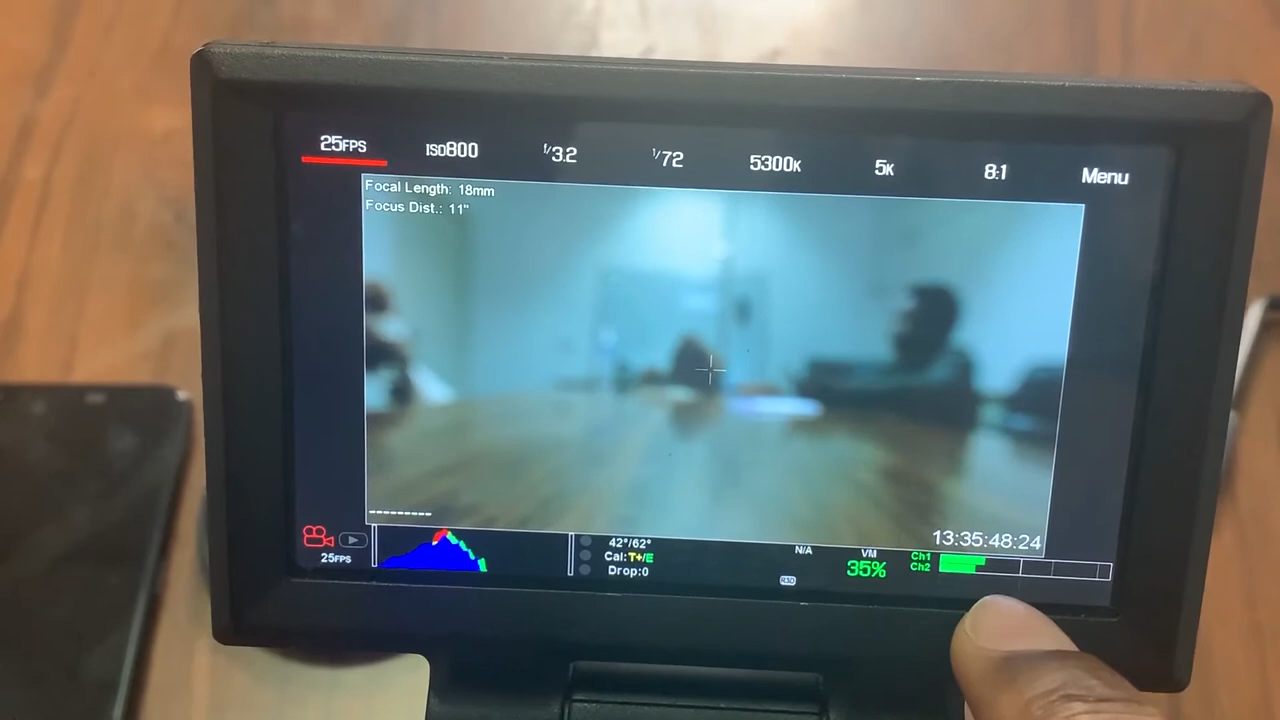 25FPS ISO800 f/3.2 1/72 5300K 5K 8:1 Menu
Focal Length: 18mm
Focus Dist.: 11"
---------
13:35:48:24
25FPS
42°/62°
Cal:T+/E
Drop:0
N/A
VM
35%
Ch1
Ch2